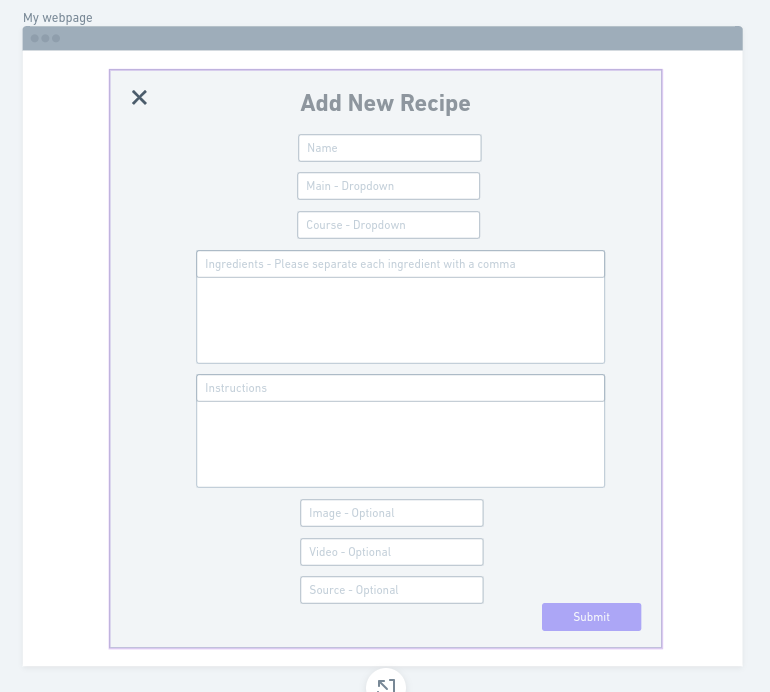 My webpage
Add New Recipe
Name
Main - Dropdown
Course - Dropdown
Ingredients - Please separate each ingredient with a comma
Instructions
Image - Optional
Video - Optional
Source - Optional
Submit